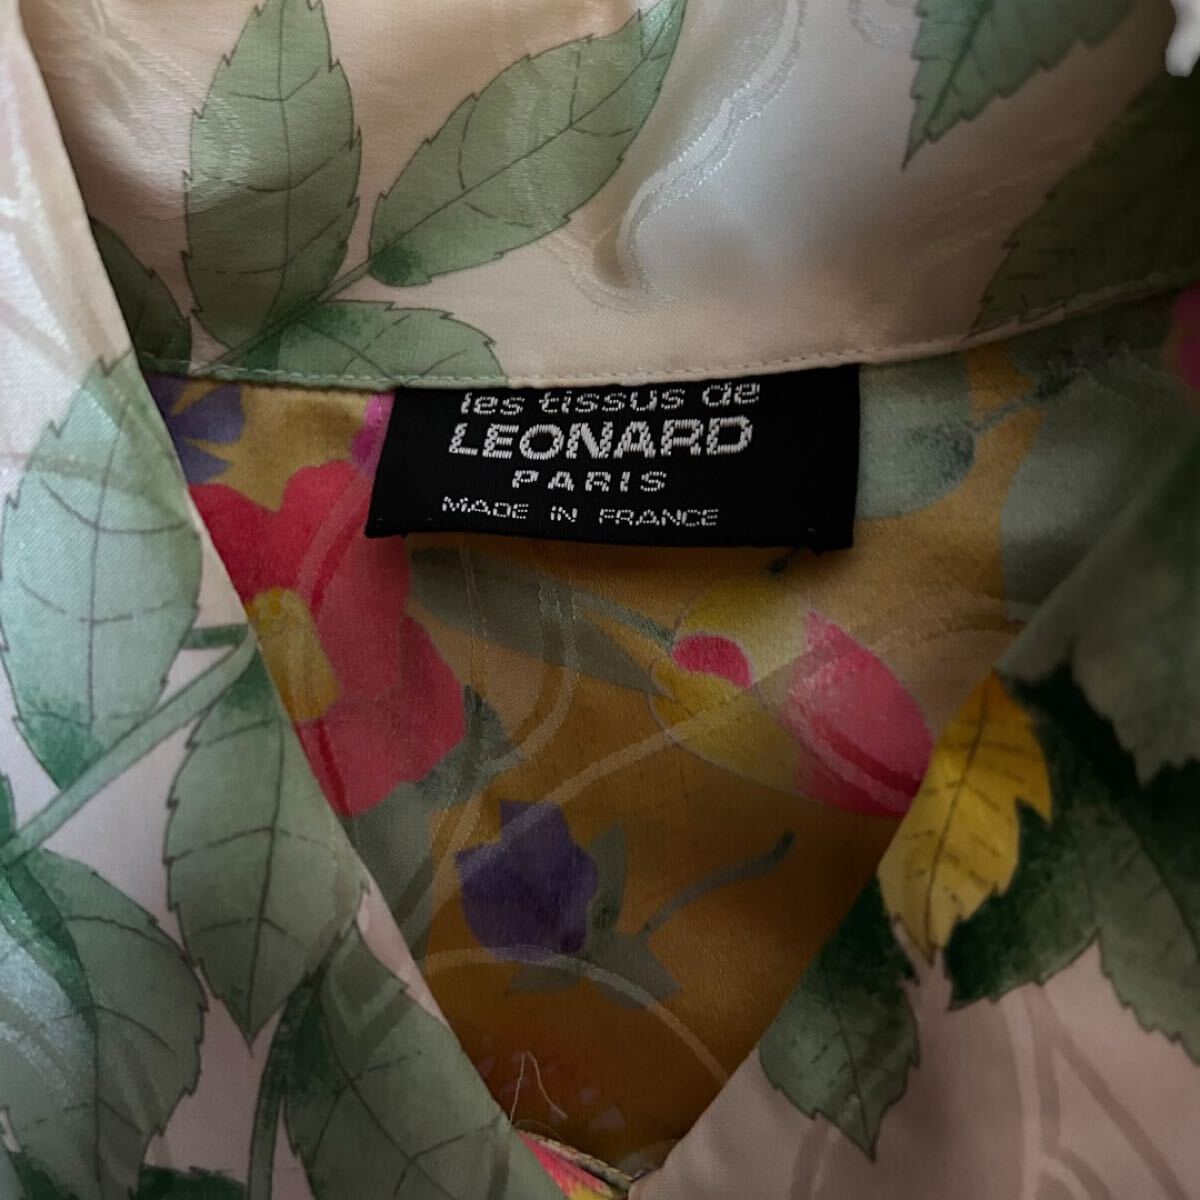 les tissus de
LEONARD
PARIS
MADE IN FRANCE